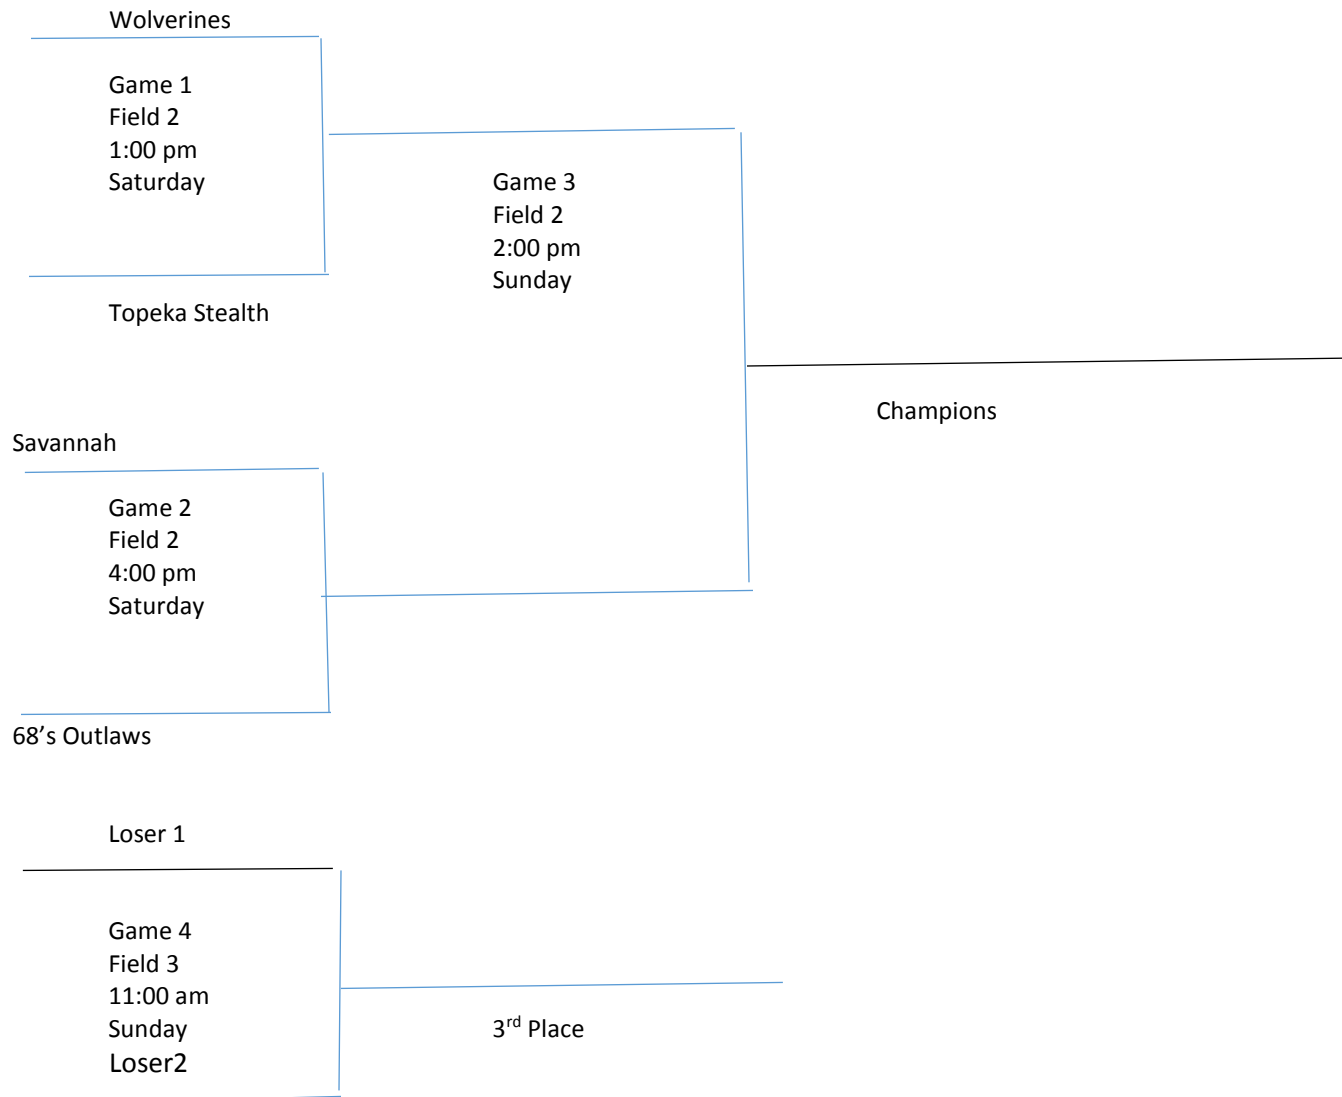 Wolverines
Game 1
Field 2
1:00 pm
Saturday
Topeka Stealth
Game 3
Field 2
2:00 pm
Sunday
Champions
Savannah
Game 2
Field 2
4:00 pm
Saturday
68’s Outlaws
Loser 1
Game 4
Field 3
11:00 am
Sunday
Loser2
3rd Place